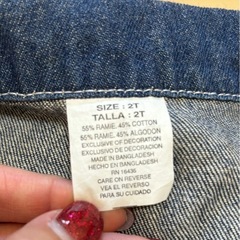 SIZE : 2T
TALLA : 2T
55% RAMIE, 45% COTTON
55% RAMIE, 45% ALGODON
EXCLUSIVE OF DECORATION
EXCLUSIVO DE DECORACION
MADE IN BANGLADESH
HECHO EN BANGLADESH
RN 16436
CARE ON REVERSE
VEA EL REVERSO
PARA SU CUIDADO